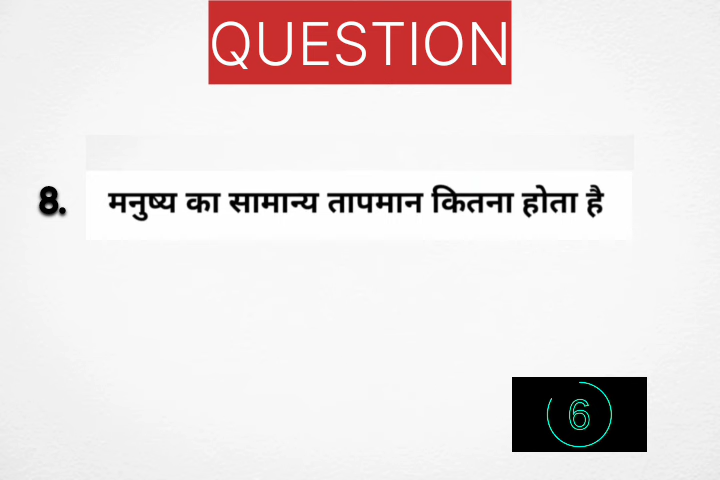 QUESTION
8. मनुष्य का सामान्य तापमान कितना होता है
6